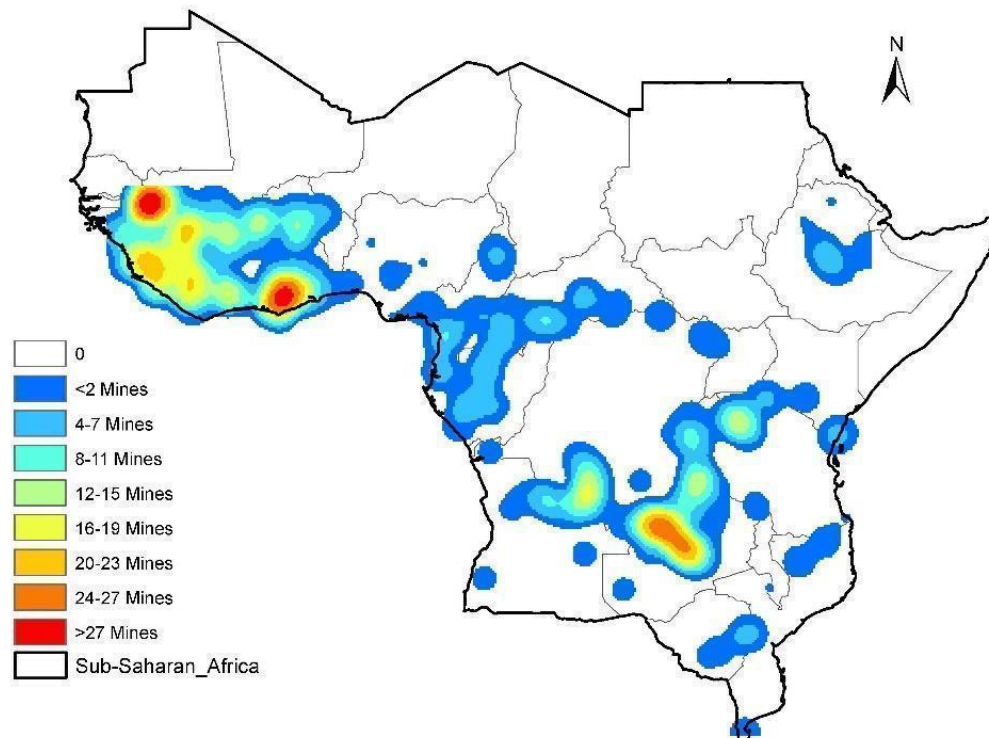 N
0
<2 Mines
4-7 Mines
8-11 Mines
12-15 Mines
16-19 Mines
20-23 Mines
24-27 Mines
>27 Mines
Sub-Saharan_Africa